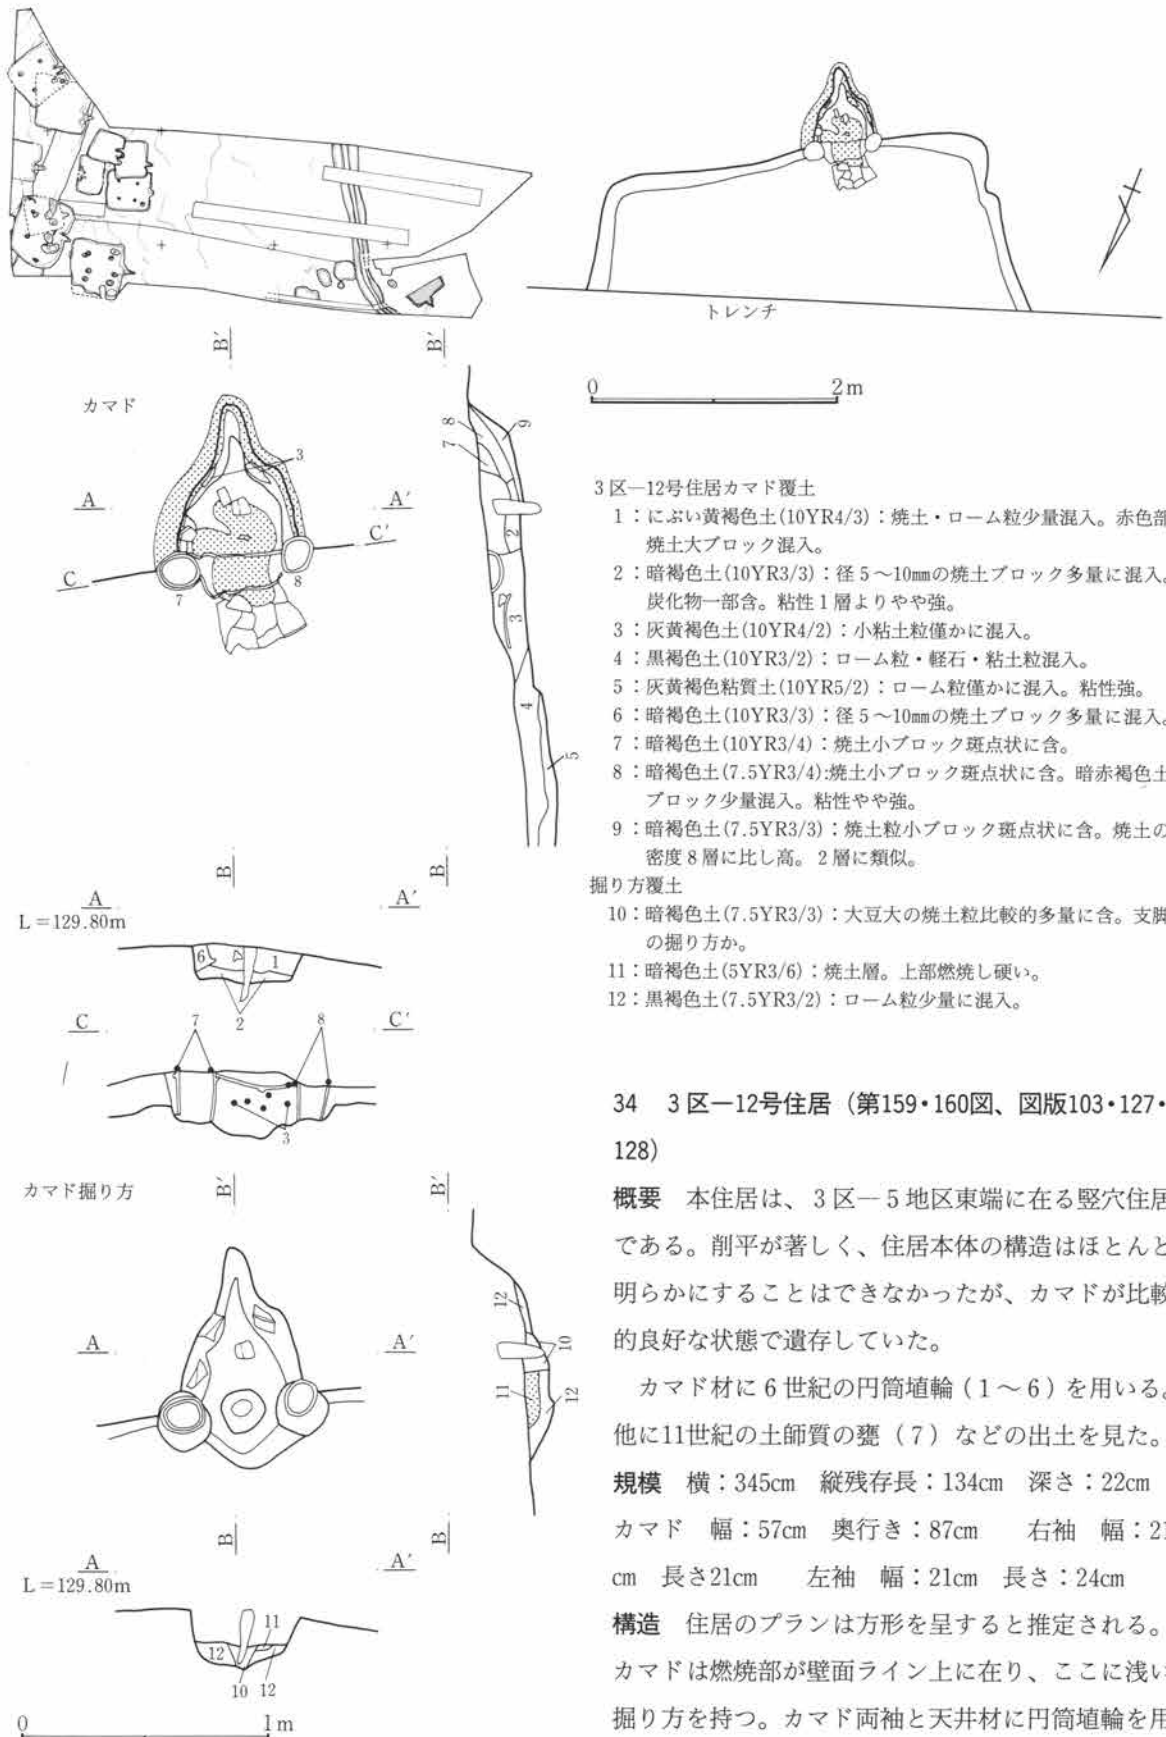 トレンチ
B′
B′
カマド
3
A
A′
C′
C
7
8
8
9
7
2
3
4
5
B
B
0 2m
3区―12号住居カマド覆土
1：にぶい黄褐色土(10YR4/3)：焼土・ローム粒少量混入。赤色部
焼土大ブロック混入。
2：暗褐色土(10YR3/3)：径5～10㎜の焼土ブロック多量に混入。
炭化物一部含。粘性1層よりやや強。
3：灰黄褐色土(10YR4/2)：小粘土粒僅かに混入。
4：黒褐色土(10YR3/2)：ローム粒・軽石・粘土粒混入。
5：灰黄褐色粘質土(10YR5/2)：ローム粒僅かに混入。粘性強。
6：暗褐色土(10YR3/3)：径5～10㎜の焼土ブロック多量に混入。
7：暗褐色土(10YR3/4)：焼土小ブロック斑点状に含。
8：暗褐色土(7.5YR3/4):焼土小ブロック斑点状に含。暗赤褐色土
ブロック少量混入。粘性やや強。
9：暗褐色土(7.5YR3/3)：焼土粒小ブロック斑点状に含。焼土の
密度8層に比し高。2層に類似。
掘り方覆土
10：暗褐色土(7.5YR3/3)：大豆大の焼土粒比較的多量に含。支脚
の掘り方か。
11：暗褐色土(5YR3/6)：焼土層。上部燃焼し硬い。
12：黒褐色土(7.5YR3/2)：ローム粒少量に混入。
A
A′
L＝129.80m
6
1
2
C
7
8
C′
3
カマド掘り方
B′
B′
A
A′
12
10
11
12
B
B
A
A′
L＝129.80m
11
12
10 12
0 1m
34　3区―12号住居（第159・160図、図版103・127・
128）
概要　本住居は、3区―5地区東端に在る竪穴住居
である。削平が著しく、住居本体の構造はほとんど
明らかにすることはできなかったが、カマドが比較
的良好な状態で遺存していた。
カマド材に6世紀の円筒埴輪（1～6）を用いる。
他に11世紀の土師質の甕（7）などの出土を見た。
規模　横：345㎝　縦残存長：134㎝　深さ：22㎝
カマド　幅：57㎝　奥行き：87㎝　右袖　幅：21
㎝　長さ21㎝　左袖　幅：21㎝　長さ：24㎝
構造　住居のプランは方形を呈すると推定される。
カマドは燃焼部が壁面ライン上に在り、ここに浅い
掘り方を持つ。カマド両袖と天井材に円筒埴輪を用